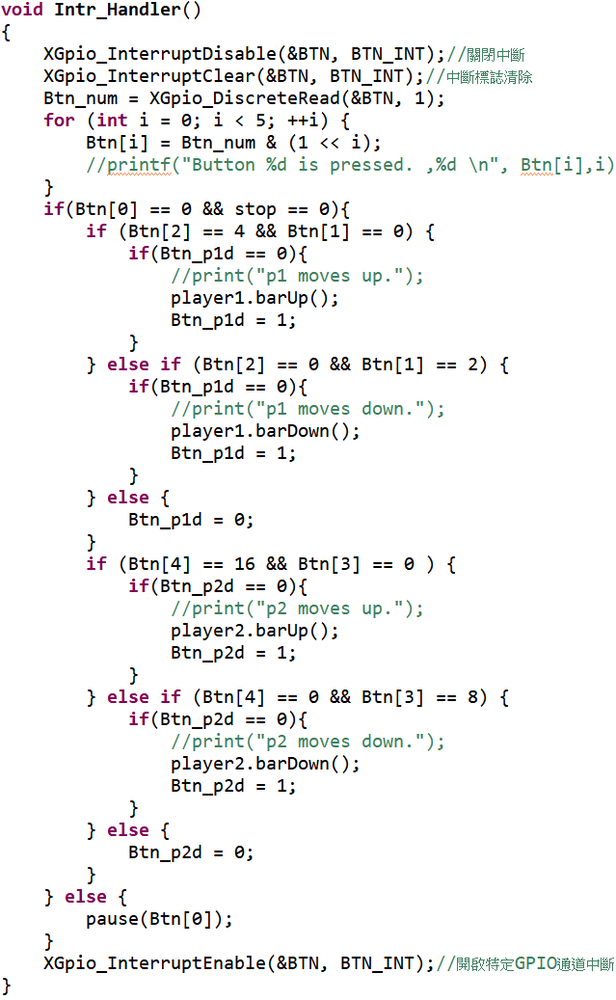 void Intr_Handler()
{
    XGpio_InterruptDisable(&BTN, BTN_INT);//關閉中斷
    XGpio_InterruptClear(&BTN, BTN_INT);//中斷標誌清除
    Btn_num = XGpio_DiscreteRead(&BTN, 1);
    for (int i = 0; i < 5; ++i) {
        Btn[i] = Btn_num & (1 << i);
        //printf("Button %d is pressed. ,%d \n", Btn[i],i)
    }
    if(Btn[0] == 0 && stop == 0){
        if (Btn[2] == 4 && Btn[1] == 0) {
            if(Btn_p1d == 0){
                //print("p1 moves up.");
                player1.barUp();
                Btn_p1d = 1;
            }
        } else if (Btn[2] == 0 && Btn[1] == 2) {
            if(Btn_p1d == 0){
                //print("p1 moves down.");
                player1.barDown();
                Btn_p1d = 1;
            }
        } else {
            Btn_p1d = 0;
        }
        if (Btn[4] == 16 && Btn[3] == 0 ) {
            if(Btn_p2d == 0){
                //print("p2 moves up.");
                player2.barUp();
                Btn_p2d = 1;
            }
        } else if (Btn[4] == 0 && Btn[3] == 8) {
            if(Btn_p2d == 0){
                //print("p2 moves down.");
                player2.barDown();
                Btn_p2d = 1;
            }
        } else {
            Btn_p2d = 0;
        }
    } else {
        pause(Btn[0]);
    }
    XGpio_InterruptEnable(&BTN, BTN_INT);//開啟特定GPIO通道中斷
}